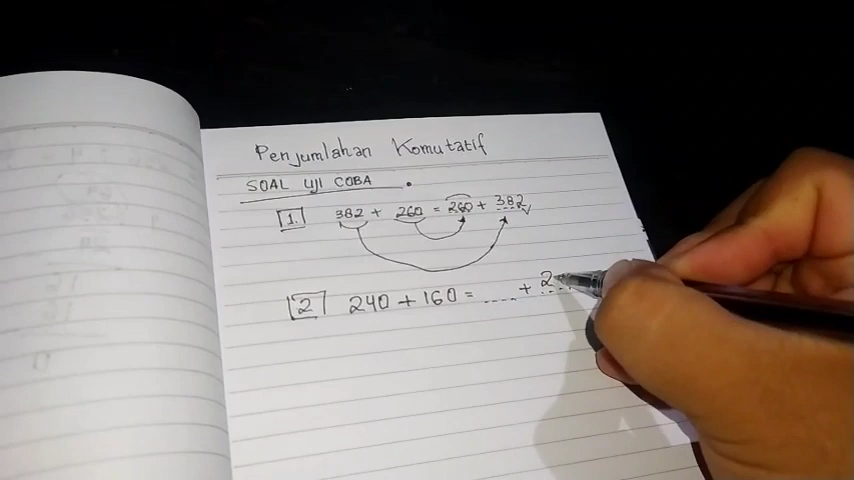 Penjumlahan Komutatif
SOAL UJI COBA .
1. 382 + 260 = 260 + 382
2 240 + 160 = .... + 2